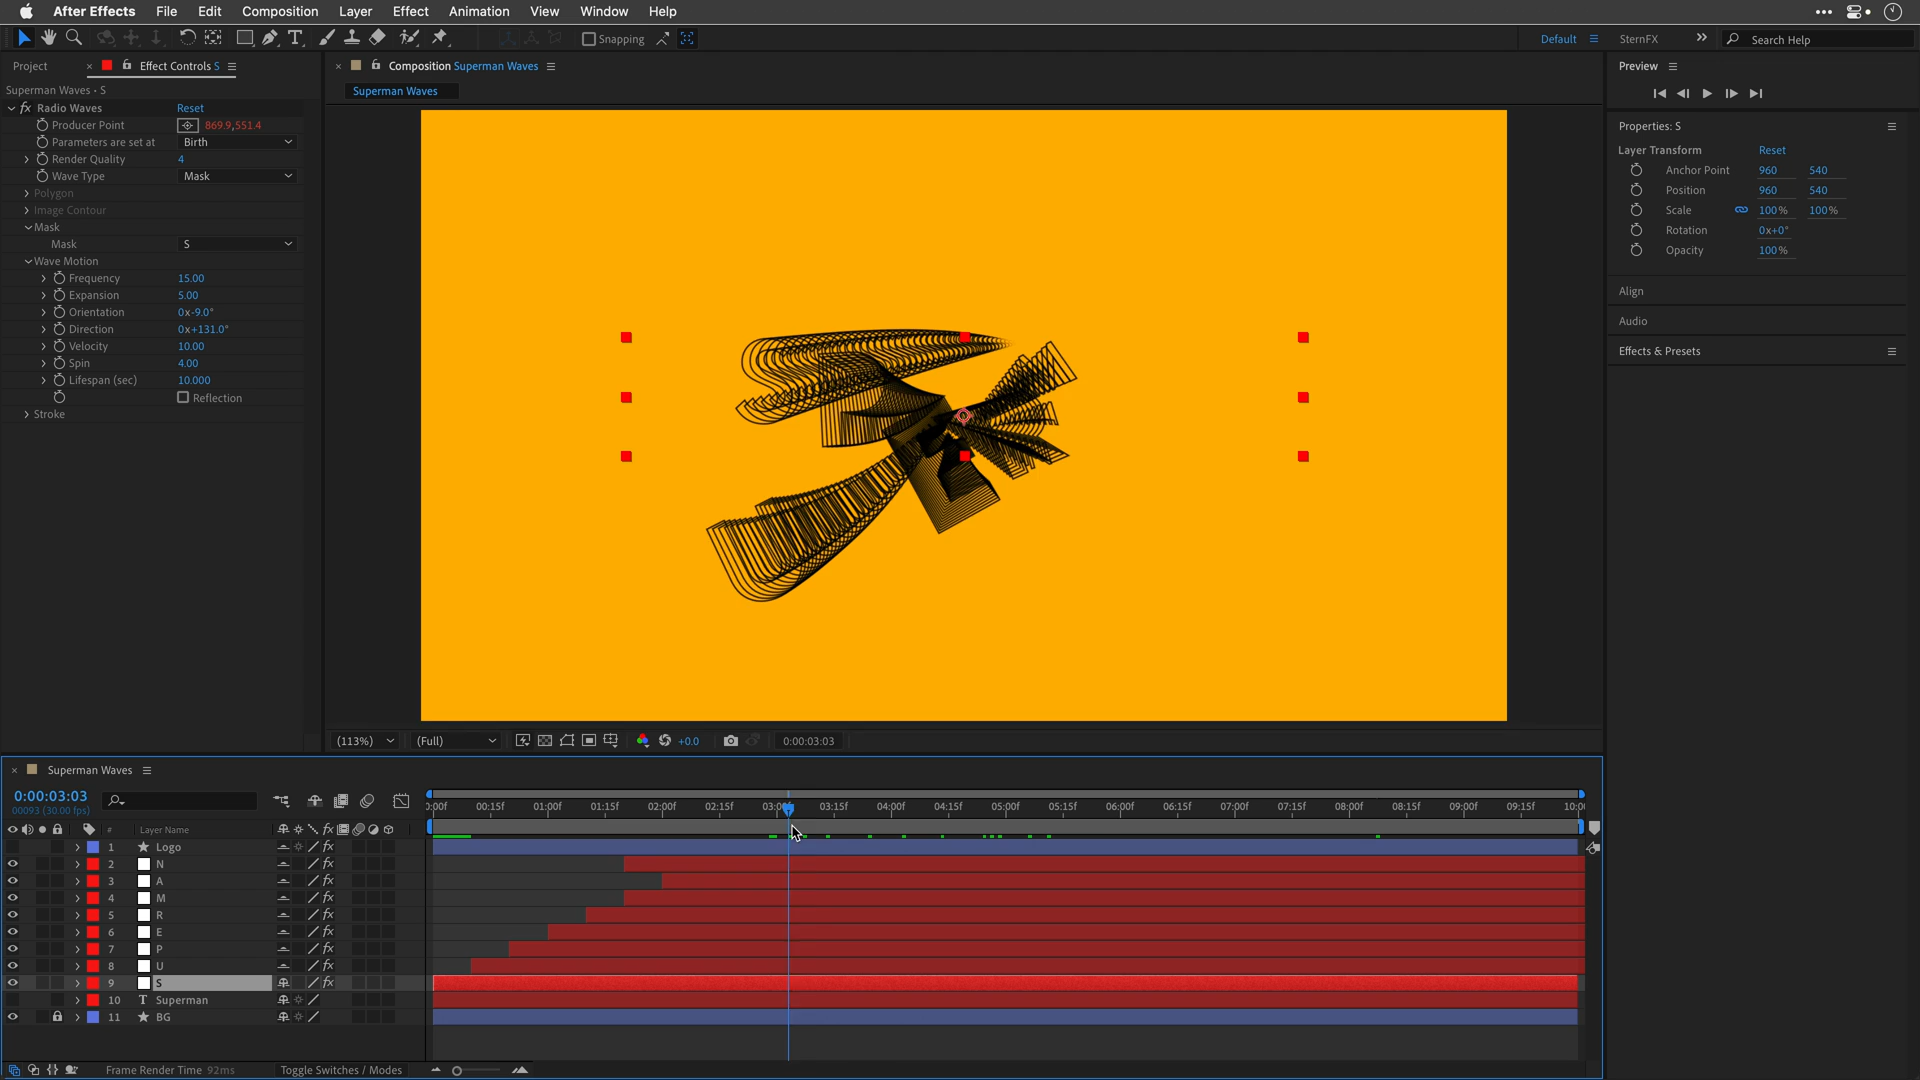 After Effects File Edit Composition Layer Effect Animation View Window Help
Snapping Default SternFX Search Help
Project Effect Controls S
Composition Superman Waves
Preview
Superman Waves • S
Superman Waves
Radio Waves Reset
Producer Point 869.9,551.4
Parameters are set at Birth
Render Quality 4
Wave Type Mask
Polygon
Image Contour
Mask
Mask S
Wave Motion
Frequency 15.00
Expansion 5.00
Orientation 0x-9.0°
Direction 0x+131.0°
Velocity 10.00
Spin 4.00
Lifespan (sec) 10.000
Reflection
Stroke
Properties: S
Layer Transform Reset
Anchor Point 960 540
Position 960 540
Scale 100% 100%
Rotation 0x+0°
Opacity 100%
Align
Audio
Effects & Presets
(113%) (Full) +0.0 0:00:03:03
Superman Waves
0:00:03:03
00093 (30.00 fps)
00:15f 01:00f 01:15f 02:00f 02:15f 03:15f 04:00f 04:15f 05:00f 05:15f 06:00f 06:15f 07:00f 07:15f 08:00f 08:15f 09:00f 09:15f
# Layer Name
1 Logo
2 N
3 A
4 M
5 R
6 E
7 P
8 U
9 S
10 T Superman
11 BG
Frame Render Time 92ms Toggle Switches / Modes